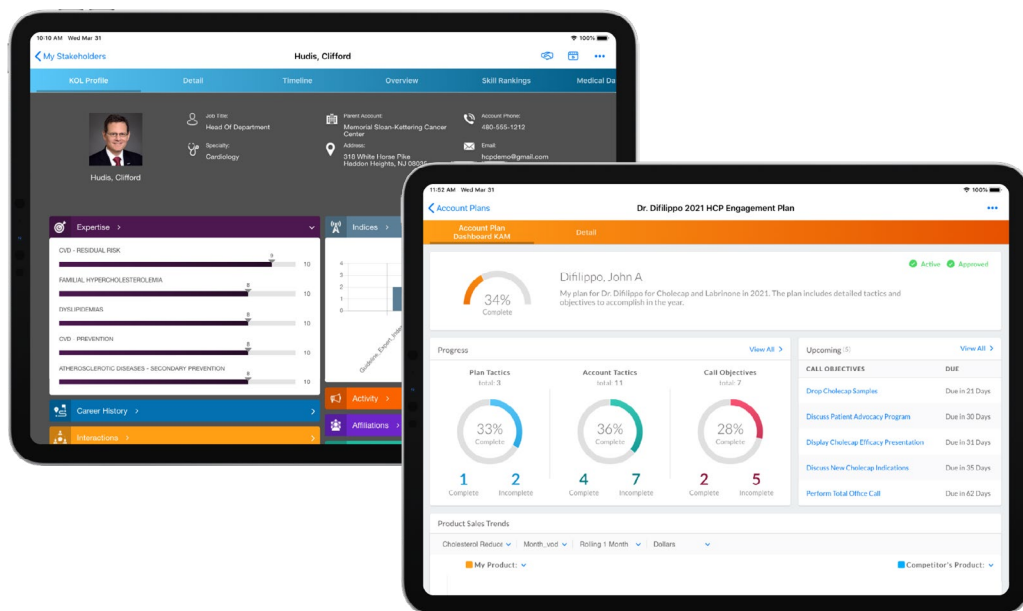 10:10 AM Wed Mar 31
100%
My Stakeholders
Hudis, Clifford
KOL Profile
Detail
Timeline
Overview
Skill Rankings
Medical Da
Job Title:
Head Of Department
Specialty:
Cardiology
Parent Account:
Memorial Sloan-Kettering Cancer
Center
Address:
318 White Horse Pike
Haddon Heights, NJ 08035
Account Phone:
480-555-1212
Email:
hcpdemo@gmail.com
Hudis, Clifford
Expertise >
CVD - RESIDUAL RISK
9
10
FAMILIAL HYPERCHOLESTEROLEMIA
8
10
DYSLIPIDEMIAS
8
10
CVD - PREVENTION
8
10
ATHEROSCLEROTIC DISEASES - SECONDARY PREVENTION
8
10
Career History >
Interactions >
Indices >
4
3
2
1
0
Activity >
Affiliations >
11:52 AM Wed Mar 31
100%
Account Plans
Dr. Difilippo 2021 HCP Engagement Plan
Account Plan
Dashboard KAM
Detail
34%
Complete
Difilippo, John A
My plan for Dr. Difilippo for Cholecap and Labrinone in 2021. The plan includes detailed tactics and
objectives to accomplish in the year.
Active
Approved
Progress
View All >
Plan Tactics
Total: 3
33%
Complete
1
2
Complete
Incomplete
Account Tactics
Total: 11
36%
Complete
4
7
Complete
Incomplete
Call Objectives
Total: 7
28%
Complete
2
5
Complete
Incomplete
Upcoming (5)
View All >
CALL OBJECTIVES
DUE
Drop Cholecap Samples
Due in 21 Days
Discuss Patient Advocacy Program
Due in 30 Days
Display Cholecap Efficacy Presentation
Due in 31 Days
Discuss New Cholecap Indications
Due in 35 Days
Perform Total Office Call
Due in 62 Days
Product Sales Trends
Cholesterol Reduce
Month_vod
Rolling 1 Month
Dollars
My Product:
Competitor's Product: